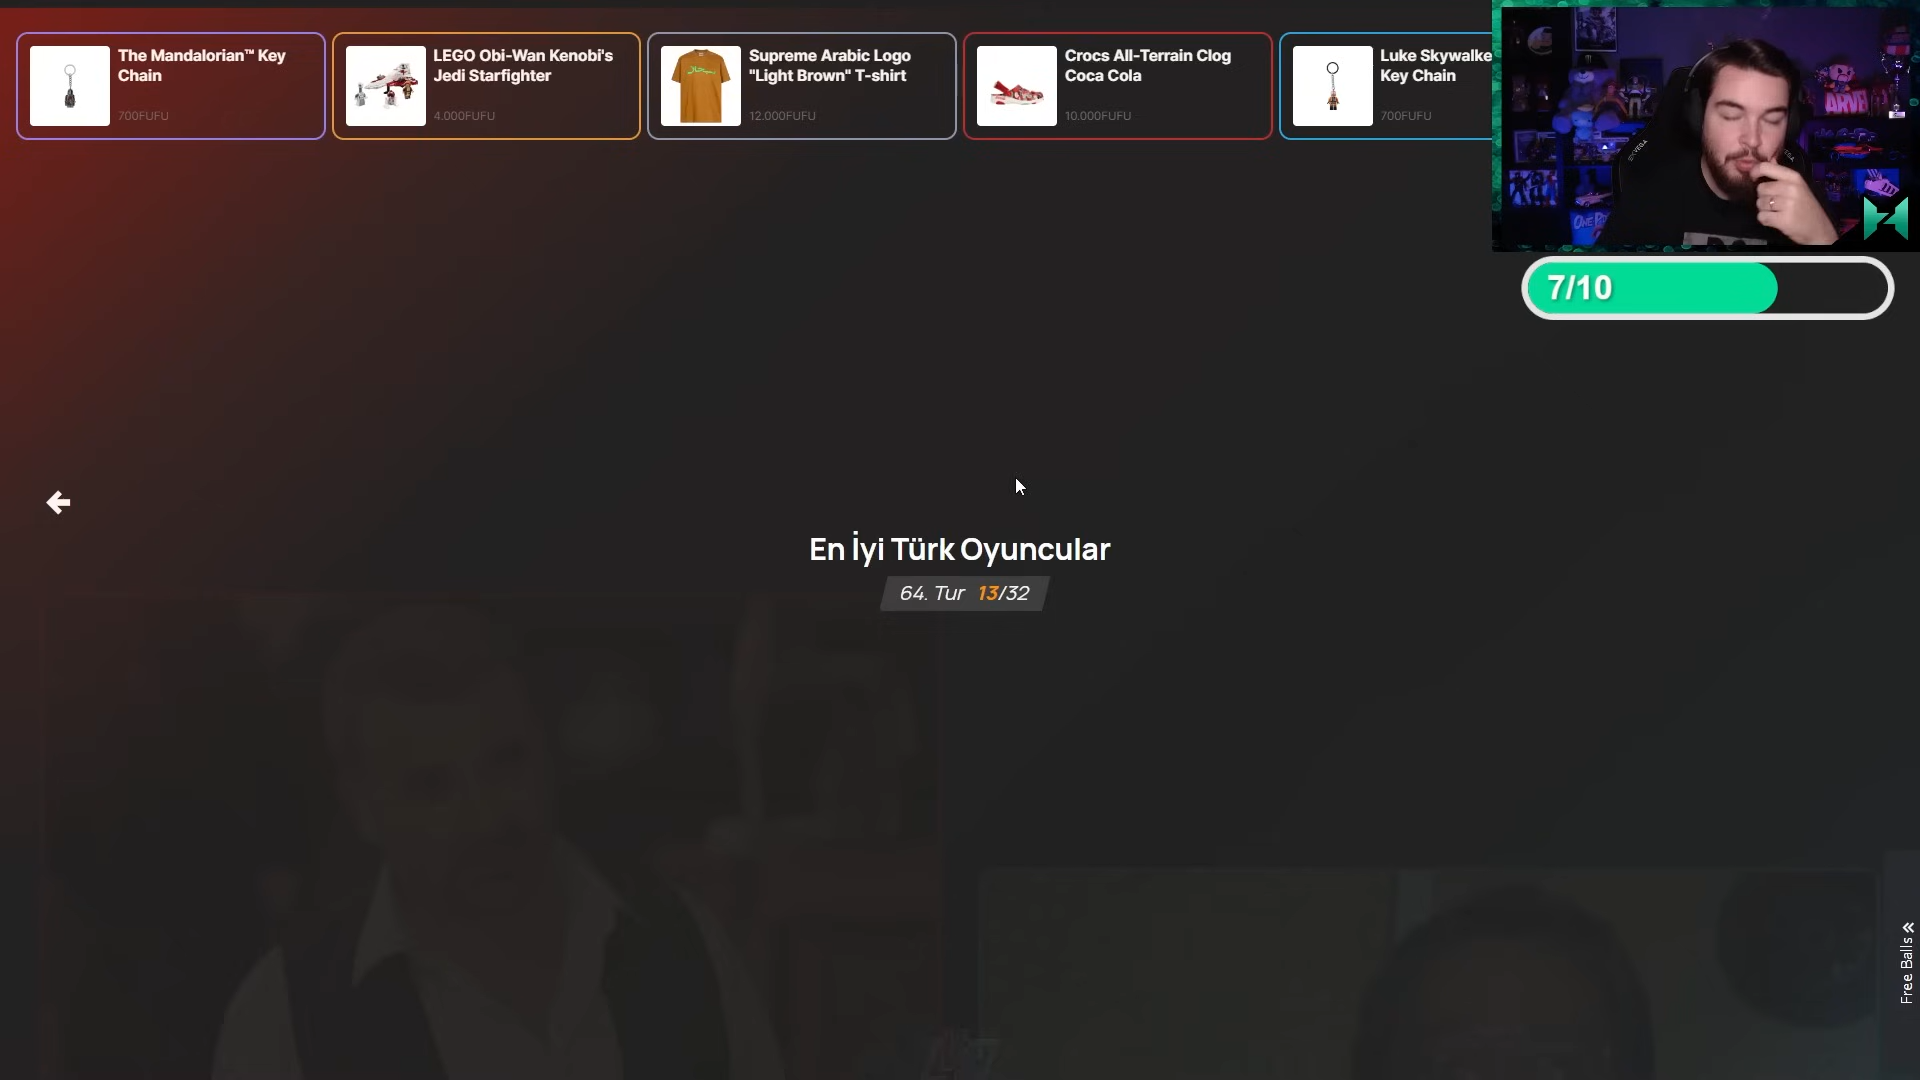 The Mandalorian™ Key
Chain
700FUFU
LEGO Obi-Wan Kenobi's
Jedi Starfighter
4.000FUFU
Supreme Arabic Logo
"Light Brown" T-shirt
12.000FUFU
Crocs All-Terrain Clog
Coca Cola
10.000FUFU
Luke Skywalke
Key Chain
700FUFU
7/10
En İyi Türk Oyuncular
64. Tur 13/32
Free Balls